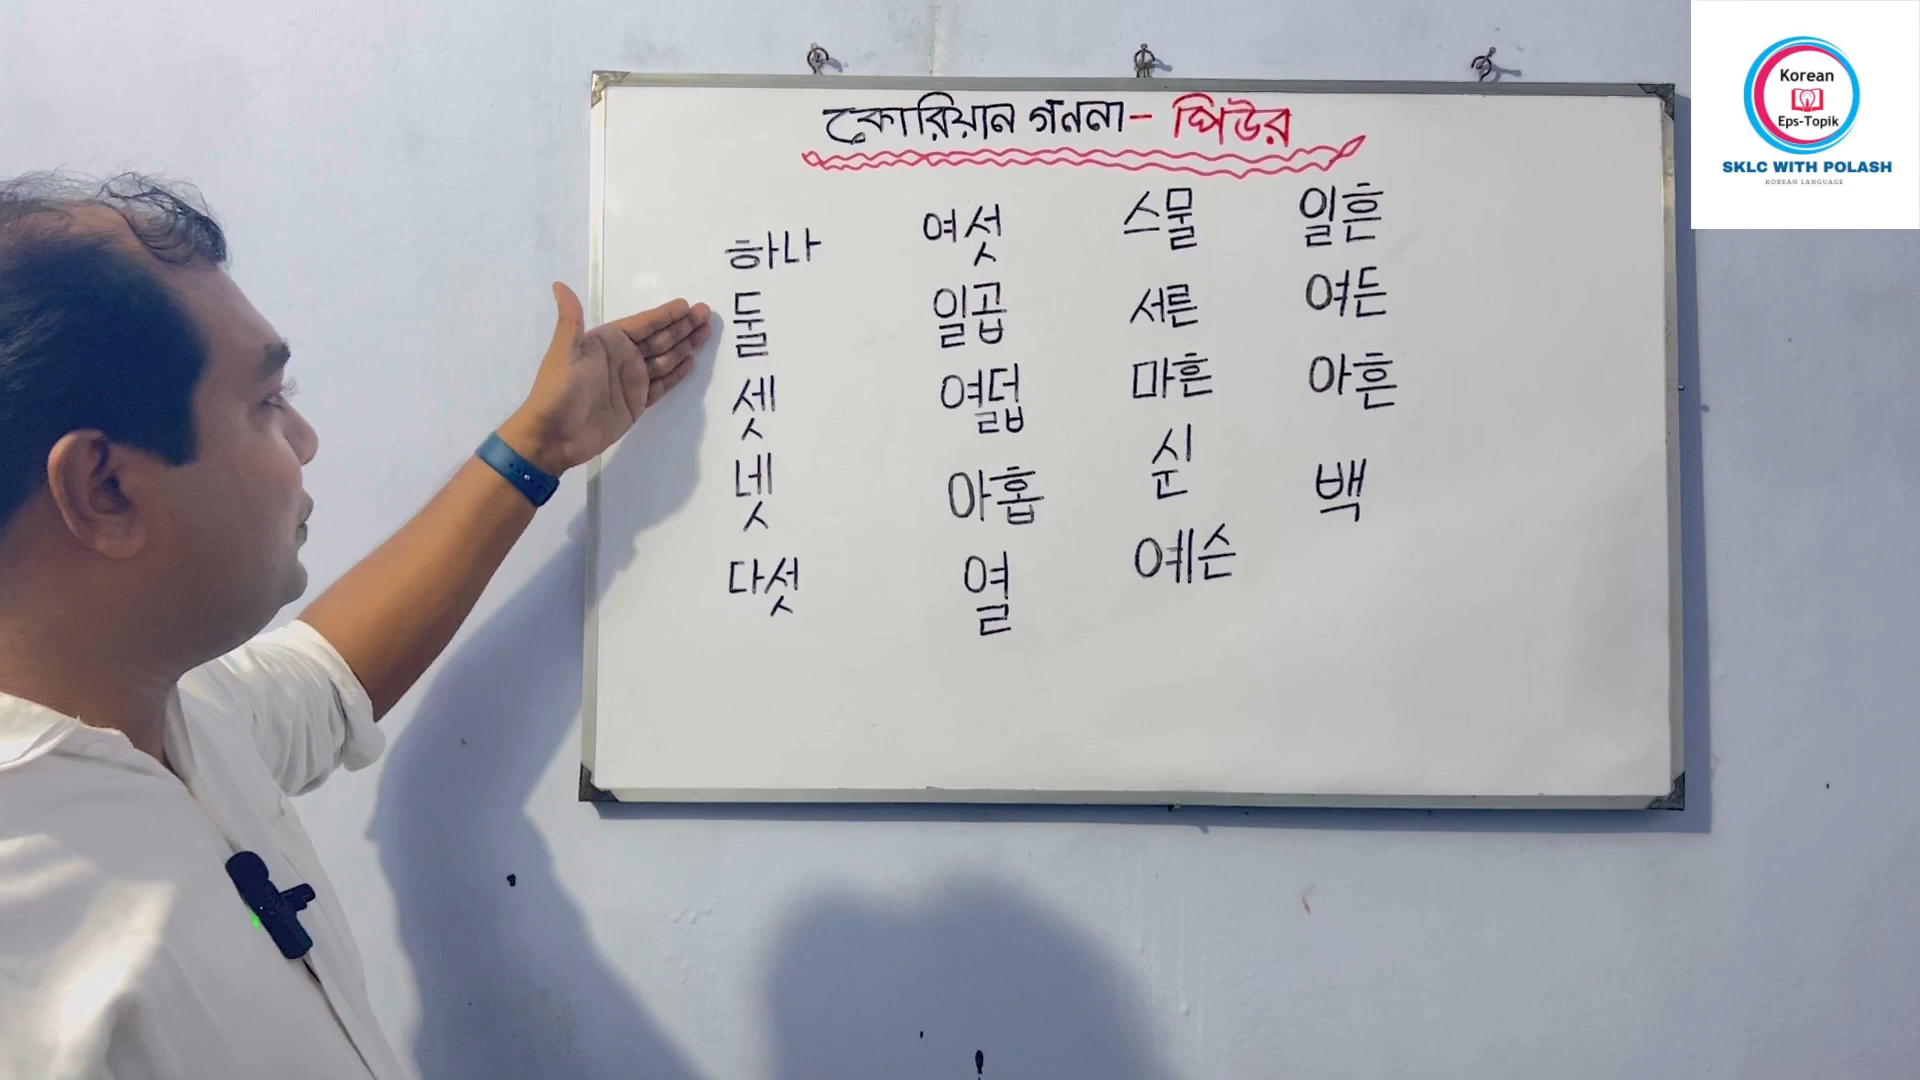 কোরিয়ান গননা - পিউর
하나
둘
셋
넷
다섯
여섯
일곱
엷덟
아홉
열
스물
서른
마흔
쉰
예슨
일흔
여든
아흔
백
Korean
Eps-Topik
SKLC WITH POLASH
KOREAN LANGUAGE